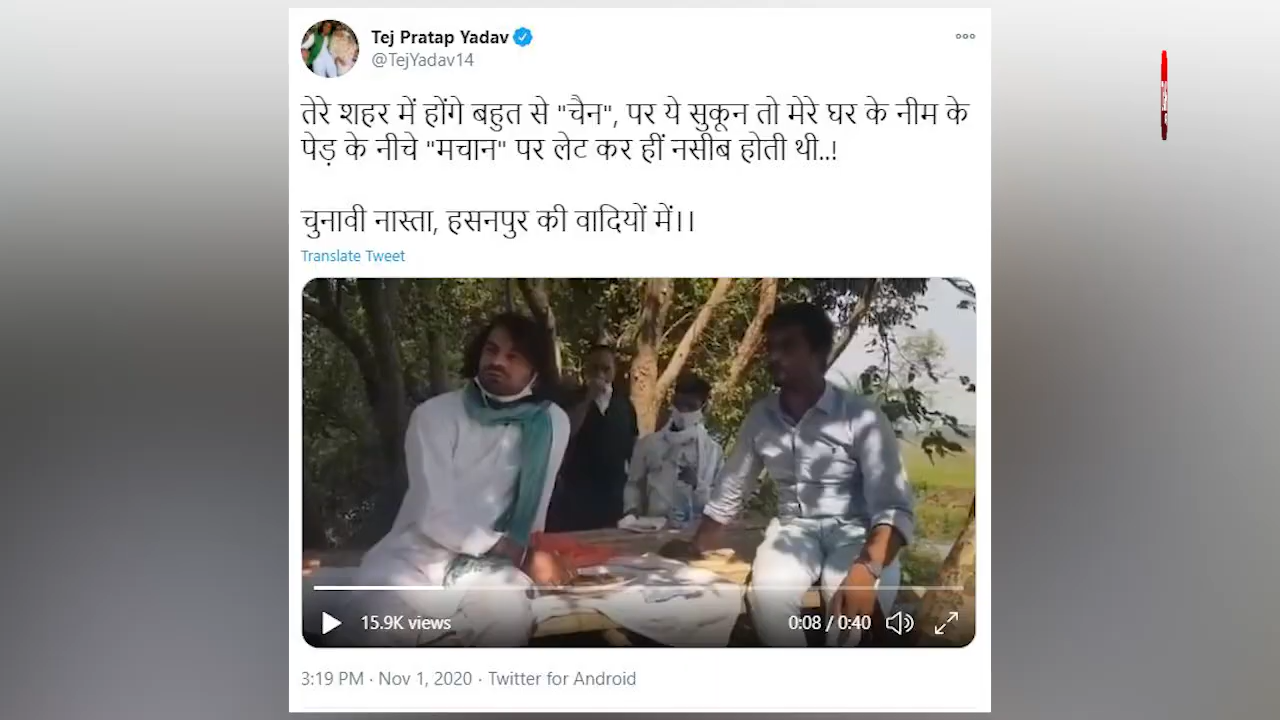 Tej Pratap Yadav
@TejYadav14
तेरे शहर में होंगे बहुत से "चैन", पर ये सुकून तो मेरे घर के नीम के
पेड़ के नीचे "मचान" पर लेट कर हीं नसीब होती थी..!
चुनावी नास्ता, हसनपुर की वादियों में।।
Translate Tweet
15.9K views
0:08 / 0:40
3:19 PM · Nov 1, 2020 · Twitter for Android